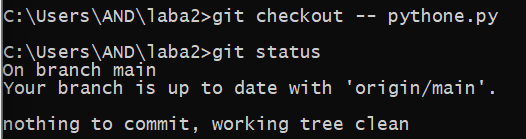 C:\Users\AND\laba2>git checkout -- pythone.py
C:\Users\AND\laba2>git status
On branch main
Your branch is up to date with 'origin/main'.
nothing to commit, working tree clean